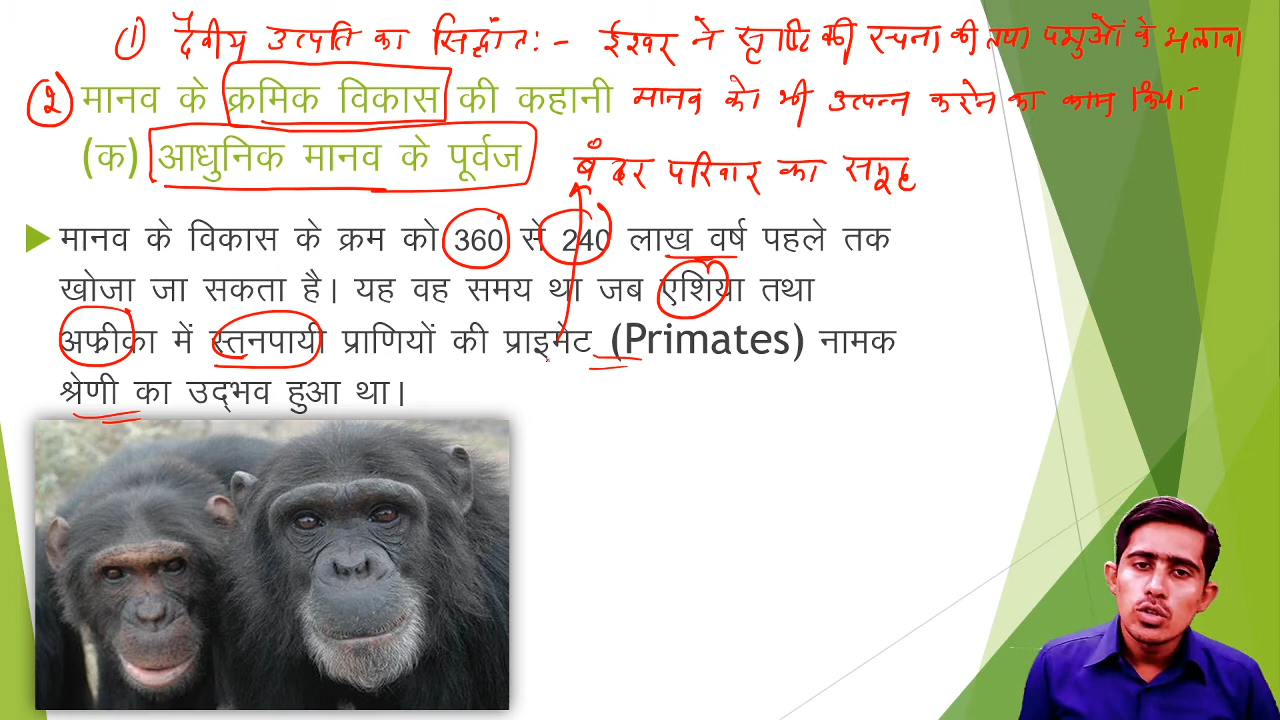 ① दैवीय उत्पति का सिद्धांत:- ईश्वर ने सृष्टि की रचना की तथा पशुओं के अलावा
② मानव के क्रमिक विकास की कहानी मानव को भी उत्पन्न करने का काम किया।
(क) आधुनिक मानव के पूर्वज बंदर परिवार का समूह
मानव के विकास के क्रम को 360 से 240 लाख वर्ष पहले तक
खोजा जा सकता है। यह वह समय था जब एशिया तथा
अफ्रीका में स्तनपायी प्राणियों की प्राइमेट (Primates) नामक
श्रेणी का उद्भव हुआ था।